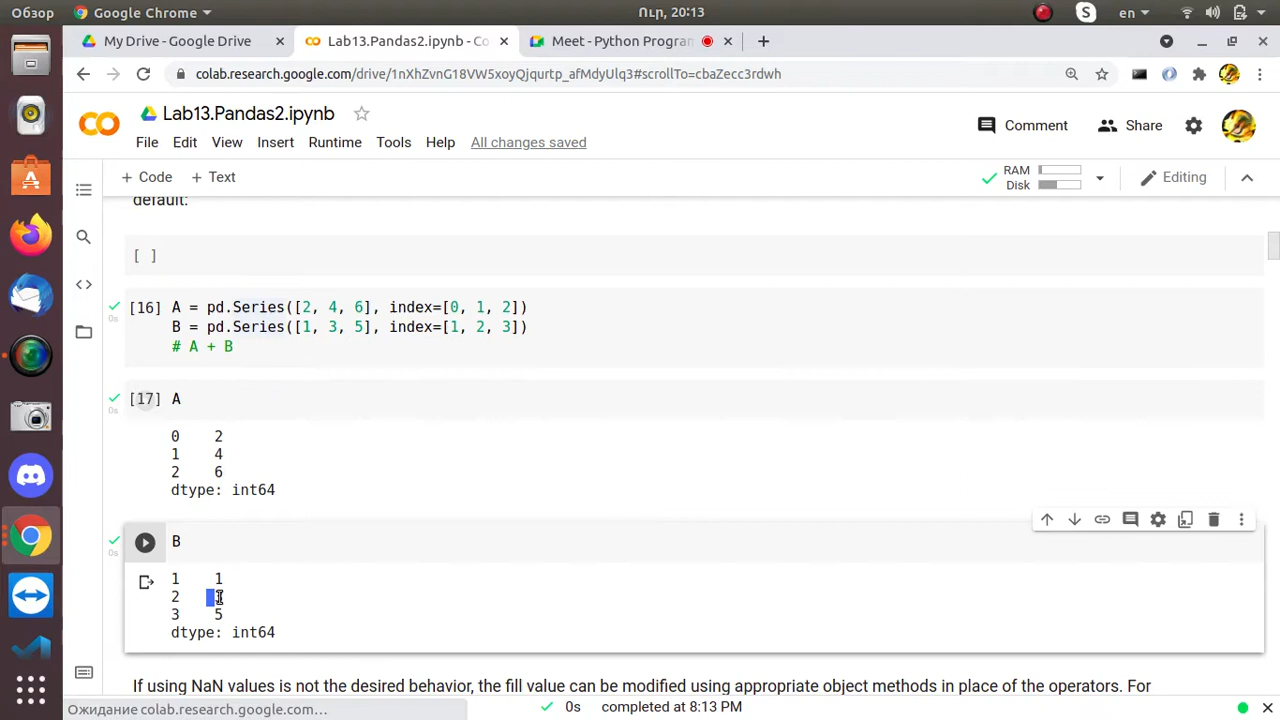 Обзор
Google Chrome
Ուր, 20:13
en
My Drive - Google Drive
Lab13.Pandas2.ipynb - Co
Meet - Python Program
colab.research.google.com/drive/1nXhZvnG18VW5xoyQjqurtp_afMdyUlq3#scrollTo=cbaZecc3rdwh
Lab13.Pandas2.ipynb
File Edit View Insert Runtime Tools Help All changes saved
Comment
Share
+ Code + Text
RAM
Disk
Editing
default:
[ ]
[16] A = pd.Series([2, 4, 6], index=[0, 1, 2])
B = pd.Series([1, 3, 5], index=[1, 2, 3])
# A + B
0s
[17] A
0s
0 2
1 4
2 6
dtype: int64
B
0s
1 1
2
3 5
dtype: int64
If using NaN values is not the desired behavior, the fill value can be modified using appropriate object methods in place of the operators. For
Ожидание colab.research.google.com…
0s completed at 8:13 PM